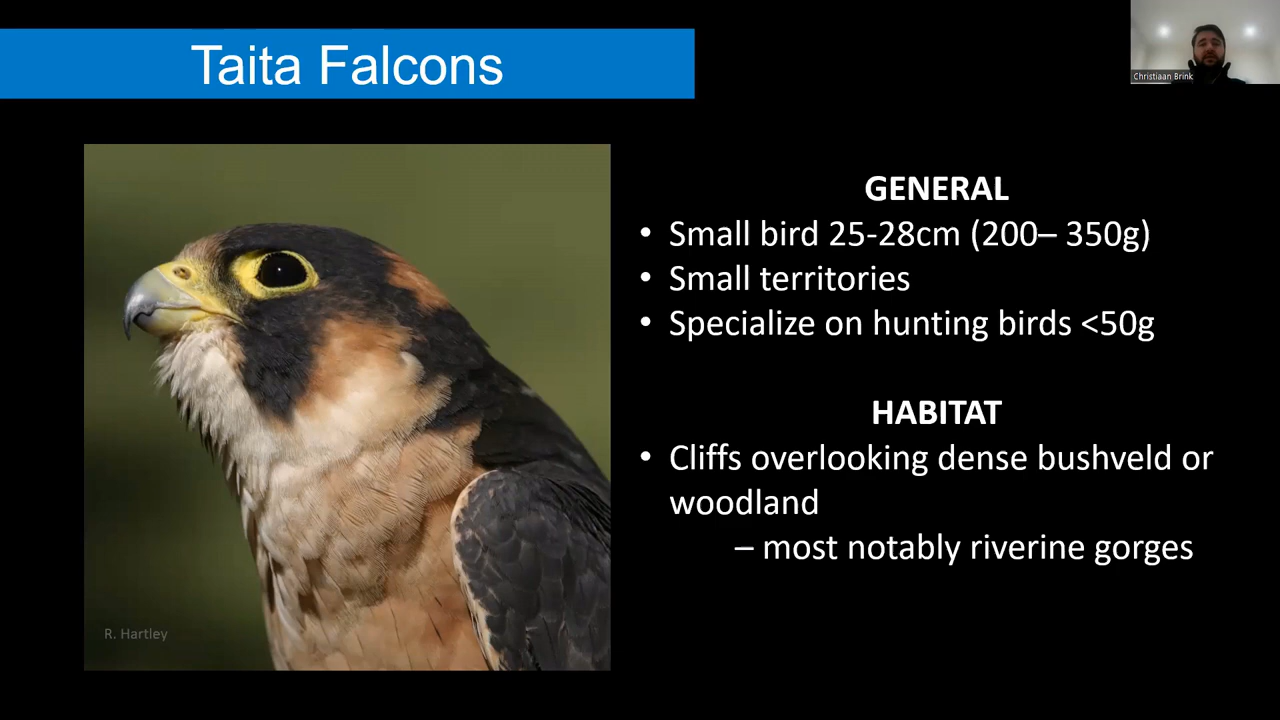 Taita Falcons
Christiaan Brink
GENERAL
• Small bird 25-28cm (200– 350g)
• Small territories
• Specialize on hunting birds <50g
HABITAT
• Cliffs overlooking dense bushveld or
woodland
– most notably riverine gorges
R. Hartley